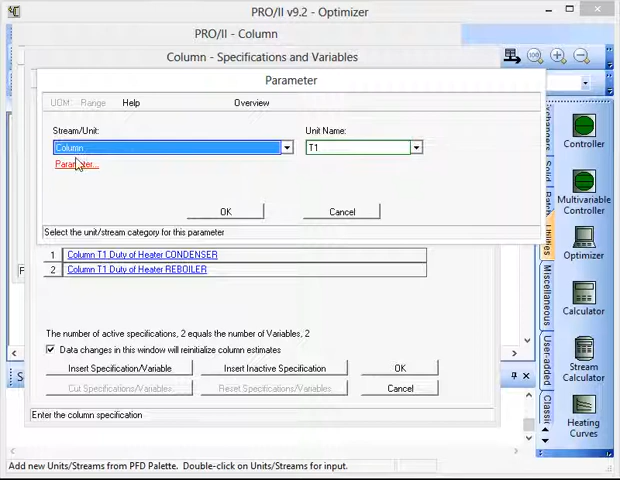 PRO/II v9.2 - Optimizer
PRO/II - Column
Column - Specifications and Variables
Parameter
UOM Range Help Overview
Stream/Unit: Unit Name:
Column T1
Parameter...
OK Cancel
Select the unit/stream category for this parameter
1 Column T1 Duty of Heater CONDENSER
2 Column T1 Duty of Heater REBOILER
The number of active specifications, 2 equals the number of Variables, 2
Data changes in this window will reinitialize column estimates
Insert Specification/Variable Insert Inactive Specification OK
Cut Specifications/Variables Reset Specifications/Variables Cancel
Enter the column specification
Add new Units/Streams from PFD Palette. Double-click on Units/Streams for input.
100
Utilities
Miscellaneous
User-added
Controller
Multivariable
Controller
Optimizer
Calculator
Stream
Calculator
Heating
Curves